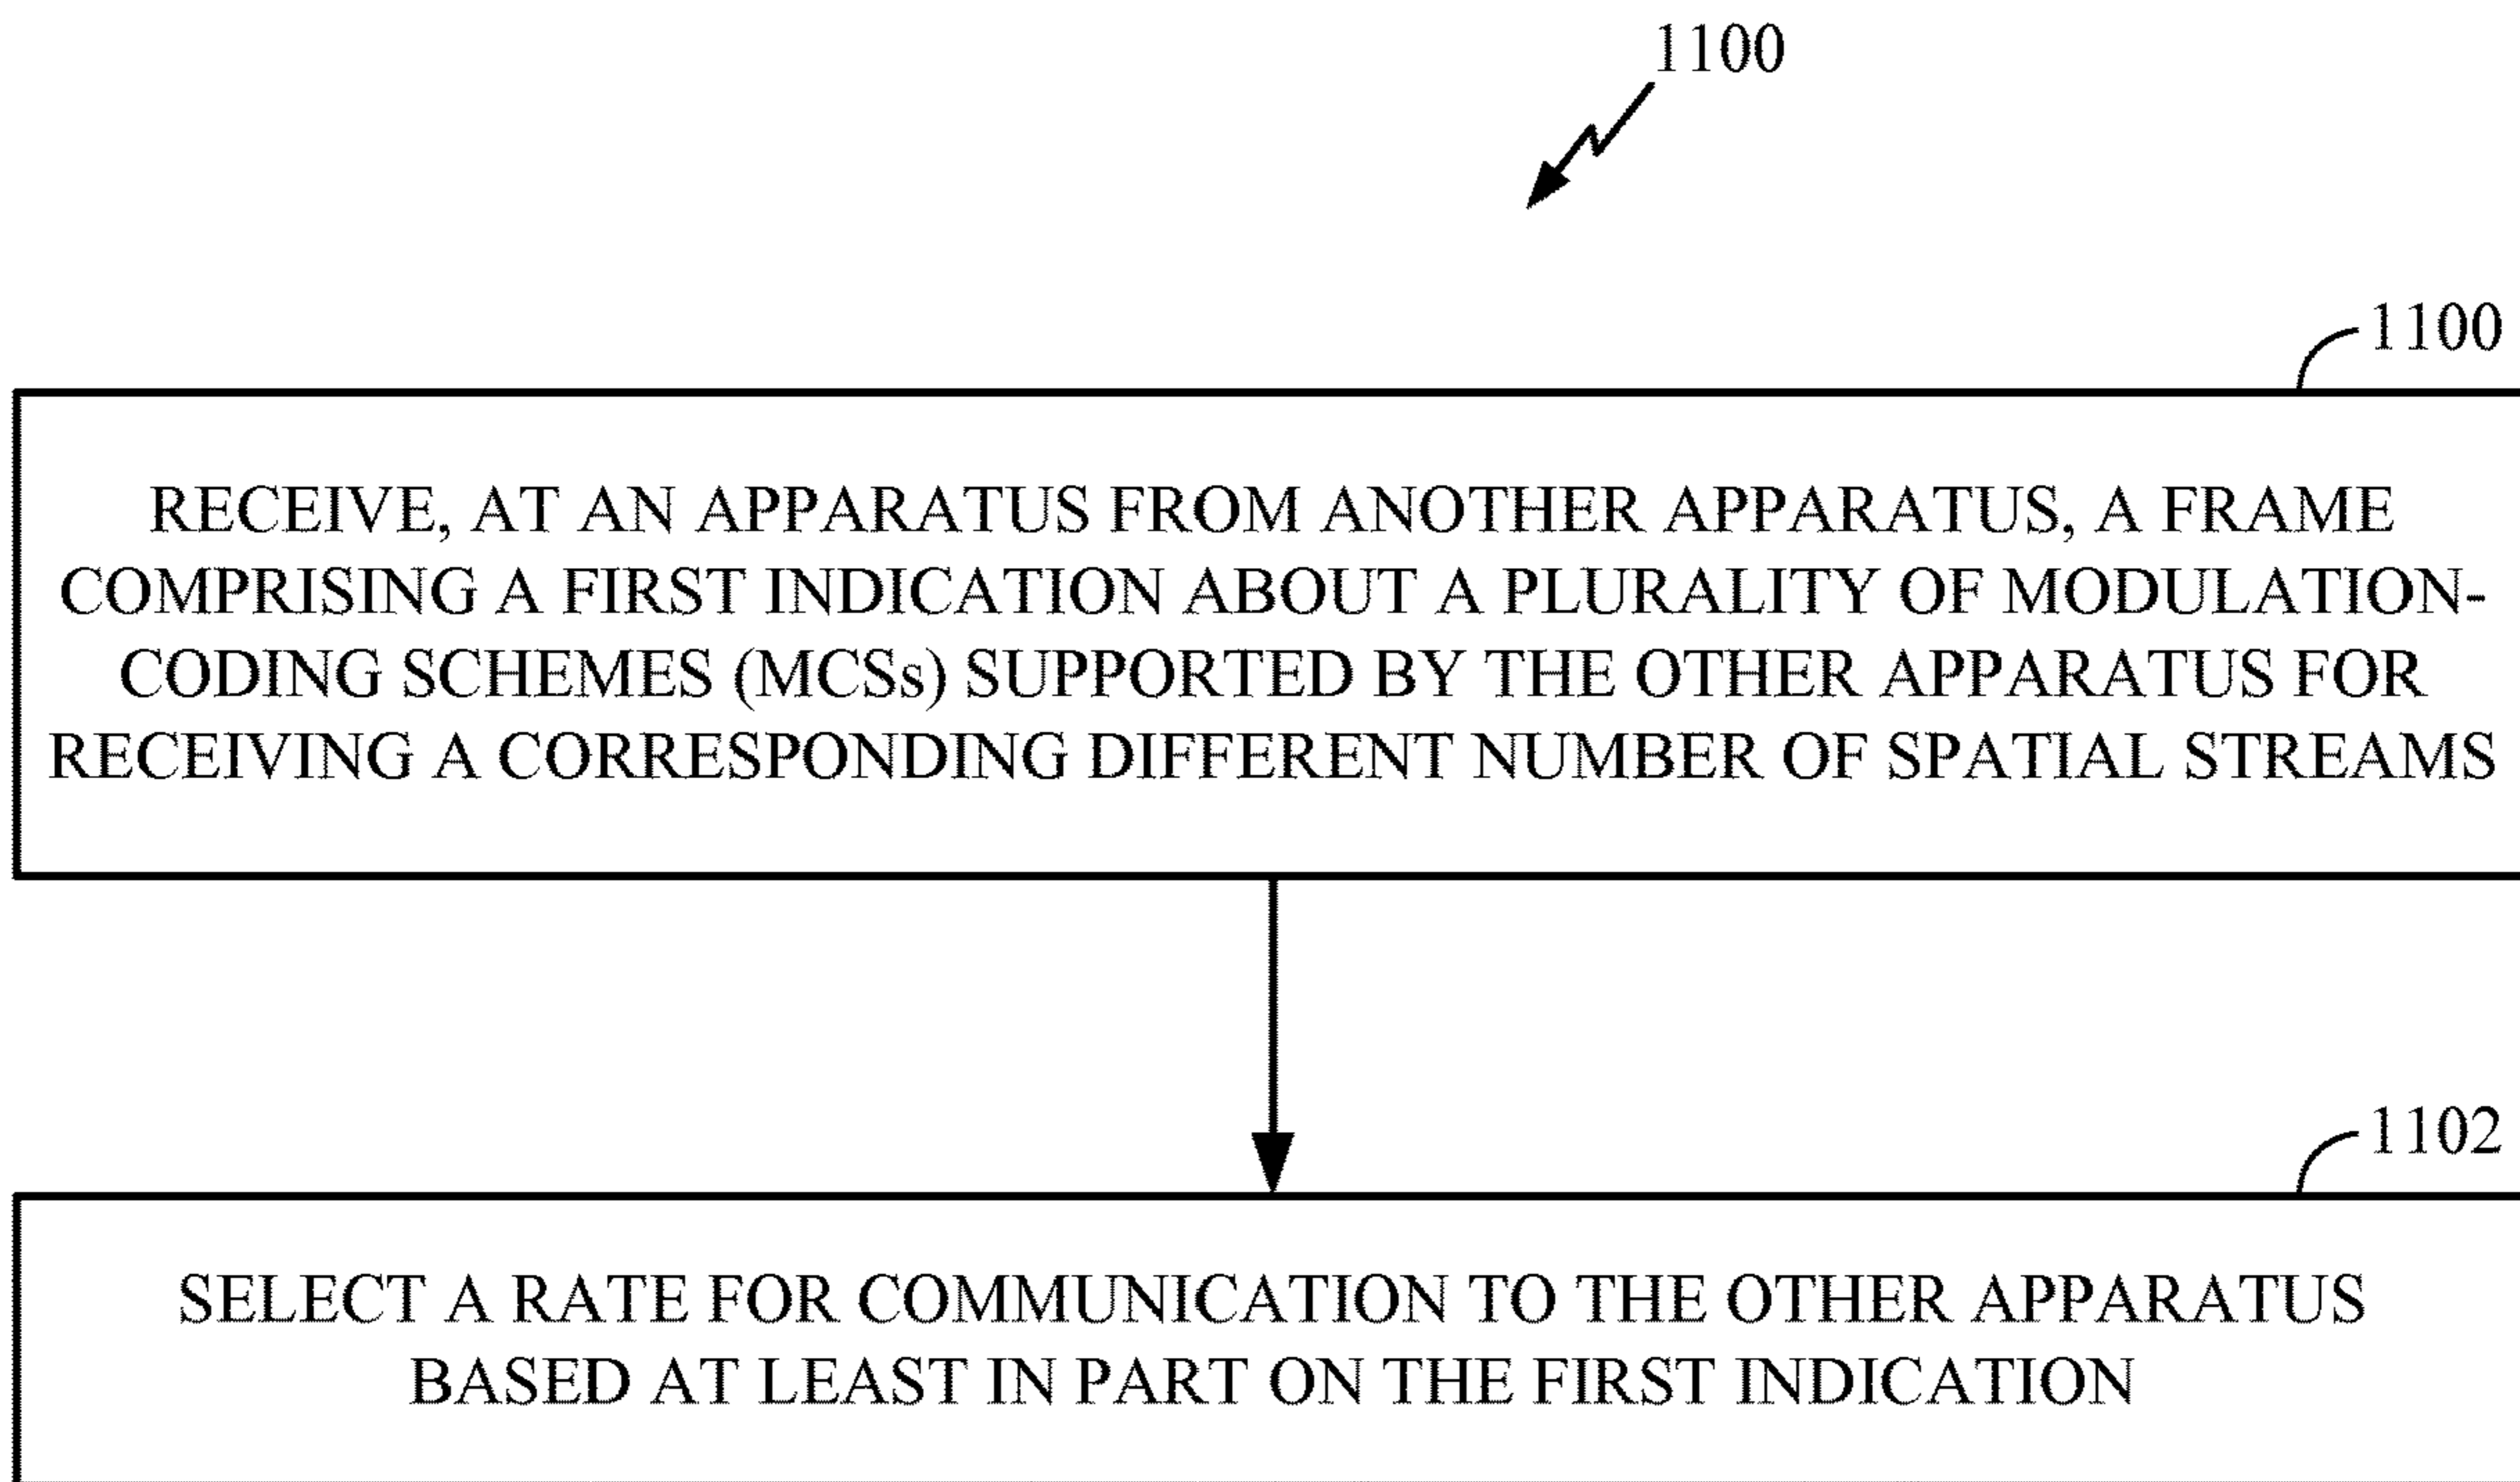 1100
1100
RECEIVE, AT AN APPARATUS FROM ANOTHER APPARATUS, A FRAME
COMPRISING A FIRST INDICATION ABOUT A PLURALITY OF MODULATION-
CODING SCHEMES (MCSs) SUPPORTED BY THE OTHER APPARATUS FOR
RECEIVING A CORRESPONDING DIFFERENT NUMBER OF SPATIAL STREAMS
1102
SELECT A RATE FOR COMMUNICATION TO THE OTHER APPARATUS
BASED AT LEAST IN PART ON THE FIRST INDICATION